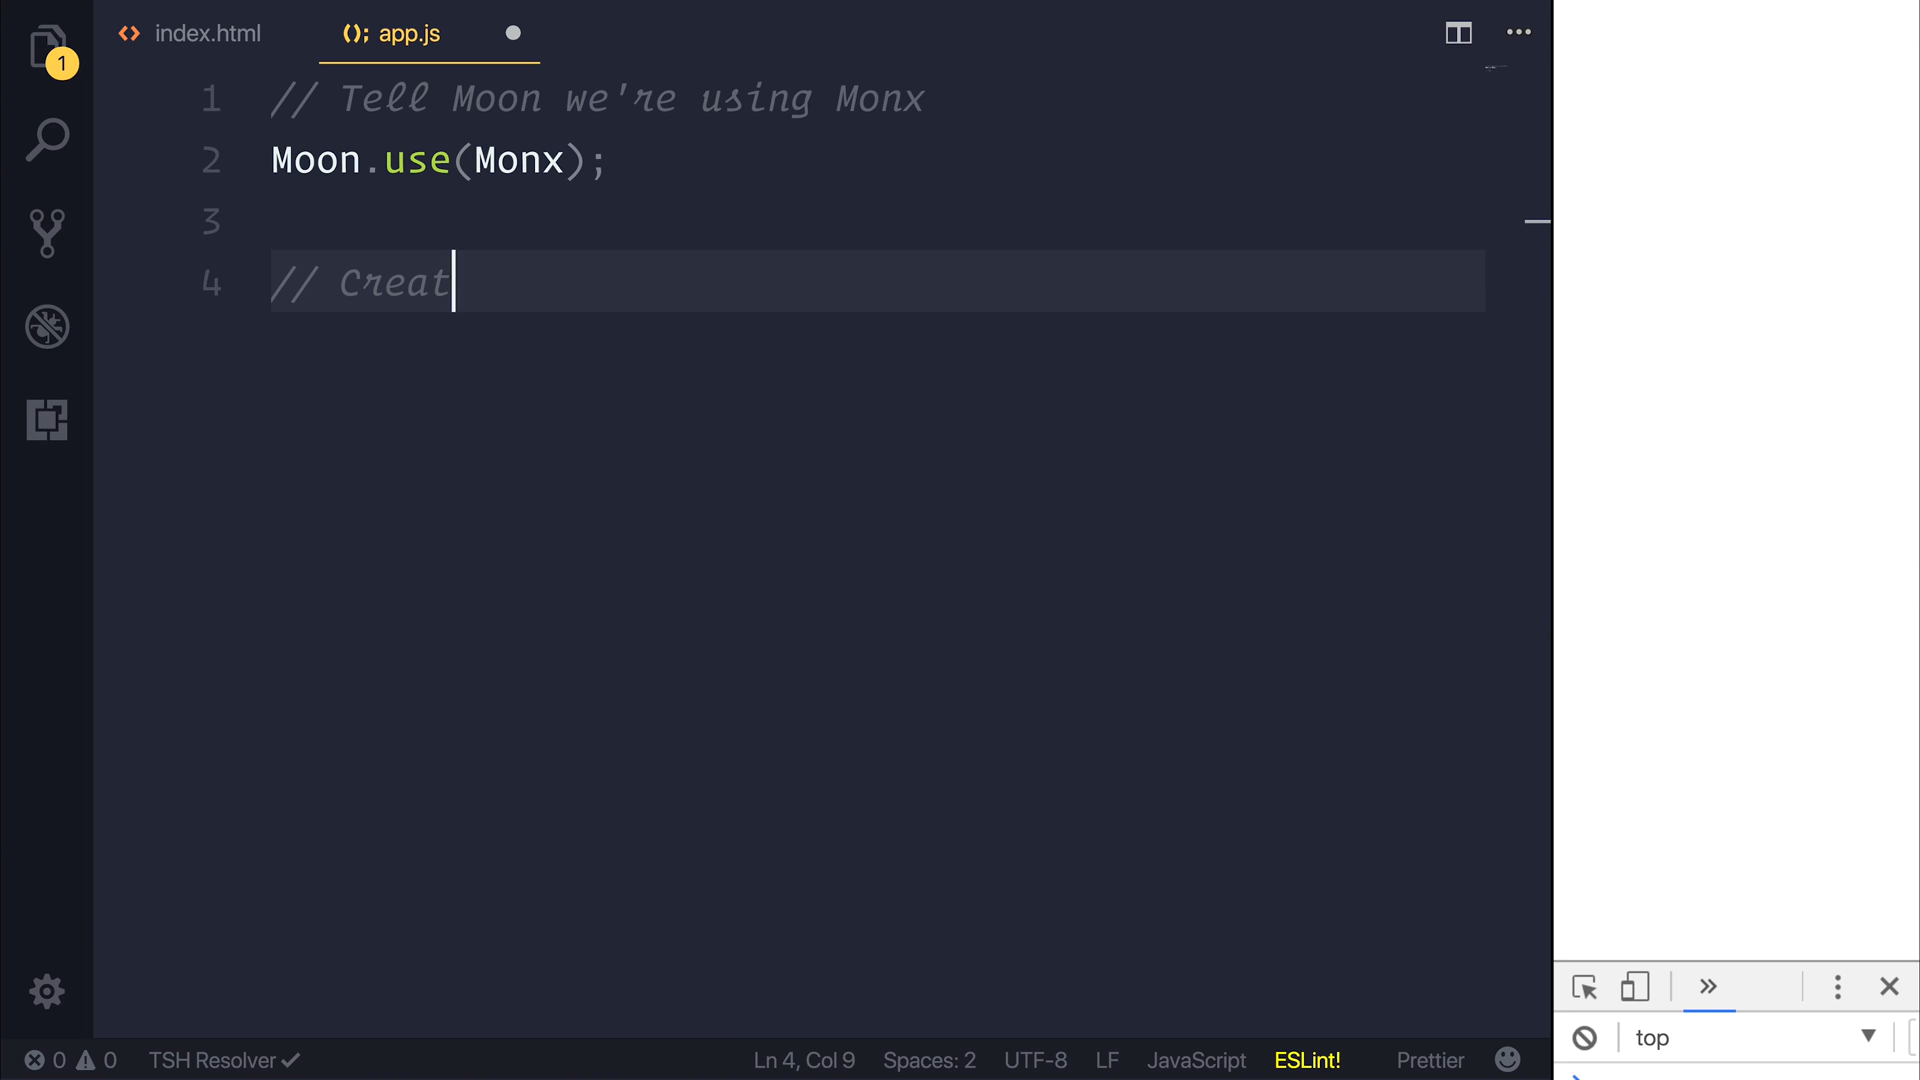 index.html
(); app.js
1
1 // Tell Moon we're using Monx
2 Moon.use(Monx);
3
4 // Creat
0 0 TSH Resolver Ln 4, Col 9 Spaces: 2 UTF-8 LF JavaScript ESLint! Prettier
top